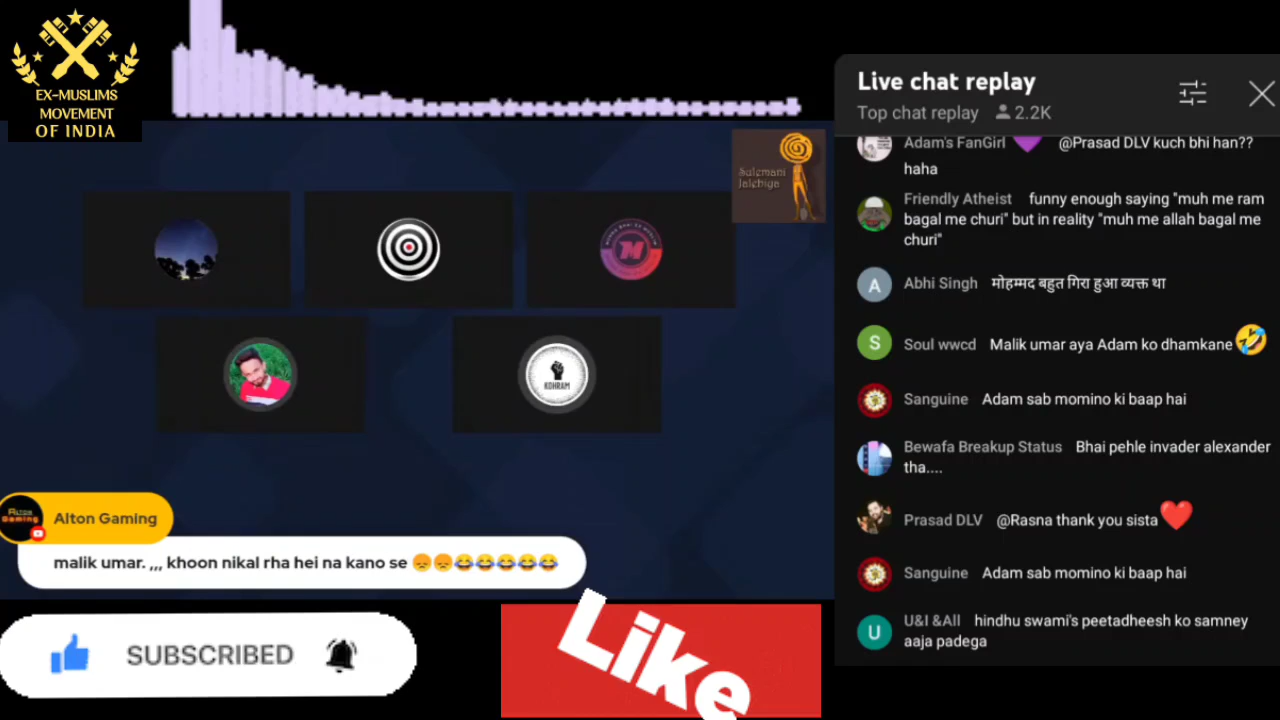 EX-MUSLIMS
MOVEMENT
OF INDIA
Sulemani
Jalebiya
M
KOHRAM
ALTON
Gaming
Alton Gaming
malik umar. ,,, khoon nikal rha hei na kano se 😞😞😂😂😂😂😂
SUBSCRIBED
Like
Live chat replay
Top chat replay 2.2K
Adam's FanGirl 💜 @Prasad DLV kuch bhi han??
haha
Friendly Atheist funny enough saying "muh me ram
bagal me churi" but in reality "muh me allah bagal me
churi"
A
Abhi Singh मोहम्मद बहुत गिरा हुआ व्यक्त था
S
Soul wwcd Malik umar aya Adam ko dhamkane 🤣
Sanguine Adam sab momino ki baap hai
Bewafa Breakup Status Bhai pehle invader alexander
tha....
Prasad DLV @Rasna thank you sista ❤️
Sanguine Adam sab momino ki baap hai
U
U&I &All hindhu swami's peetadheesh ko samney
aaja padega